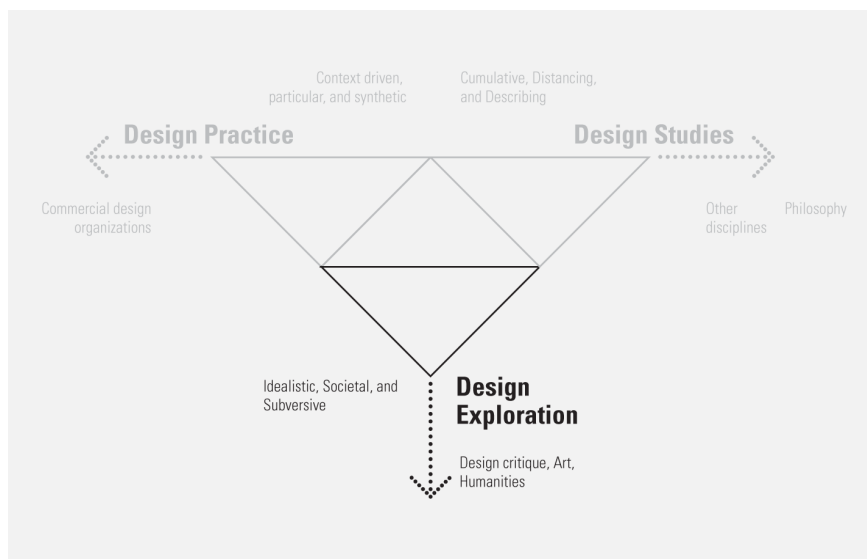 Context driven,
particular, and synthetic
Cumulative, Distancing,
and Describing
Design Practice
Design Studies
Commercial design
organizations
Other
disciplines
Philosophy
Idealistic, Societal, and
Subversive
Design
Exploration
Design critique, Art,
Humanities